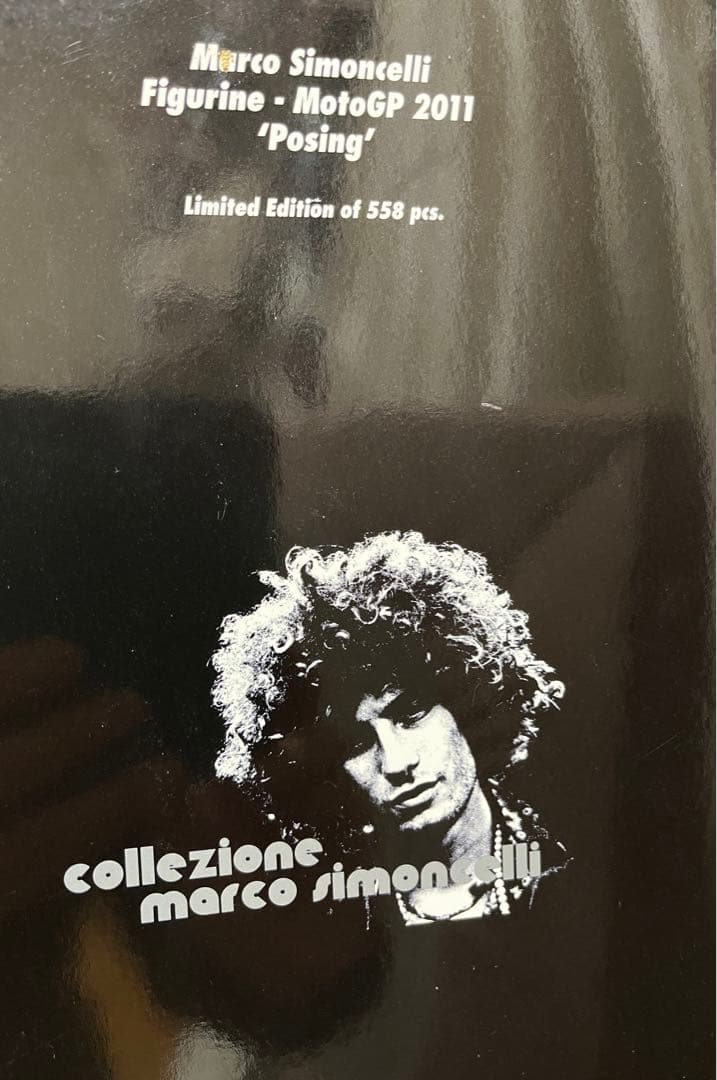 Marco Simoncelli
Figurine - MotoGP 2011
'Posing'
Limited Edition of 558 pcs.
collezione
marco simoncelli